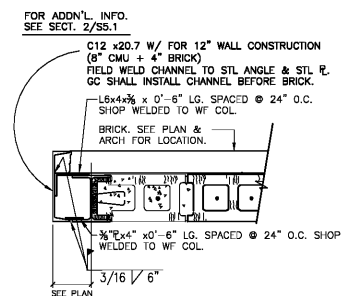 FOR ADDN'L. INFO.
SEE SECT. 2/S5.1
C12 x20.7 W/ FOR 12" WALL CONSTRUCTION
(8" CMU + 4" BRICK)
FIELD WELD CHANNEL TO STL ANGLE & STL PL.
GC SHALL INSTALL CHANNEL BEFORE BRICK.
L6x4x⅜ x 0'-6" LG. SPACED @ 24" O.C.
SHOP WELDED TO WF COL.
BRICK. SEE PLAN &
ARCH FOR LOCATION.
⅜"PLx4" x0'-6" LG. SPACED @ 24" O.C. SHOP
WELDED TO WF COL.
3/16 6"
SEE PLAN